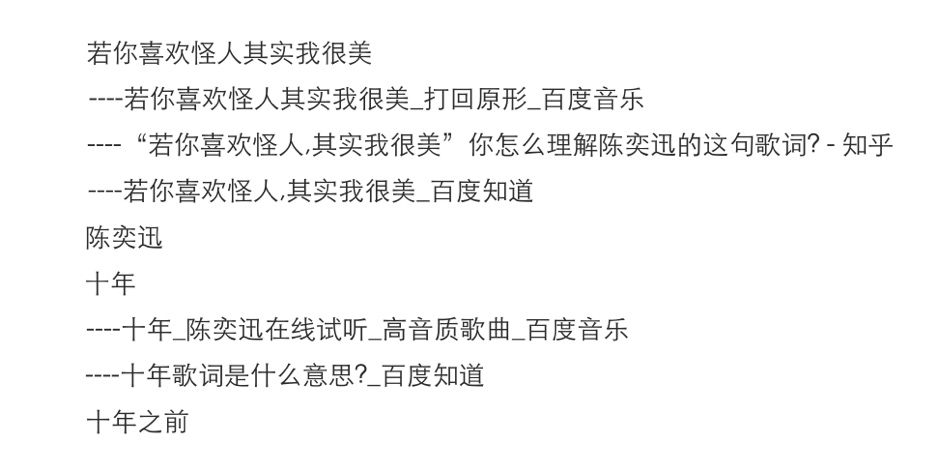 若你喜欢怪人其实我很美
----若你喜欢怪人其实我很美_打回原形_百度音乐
----“若你喜欢怪人,其实我很美”你怎么理解陈奕迅的这句歌词? - 知乎
----若你喜欢怪人,其实我很美_百度知道
陈奕迅
十年
----十年_陈奕迅在线试听_高音质歌曲_百度音乐
----十年歌词是什么意思?_百度知道
十年之前